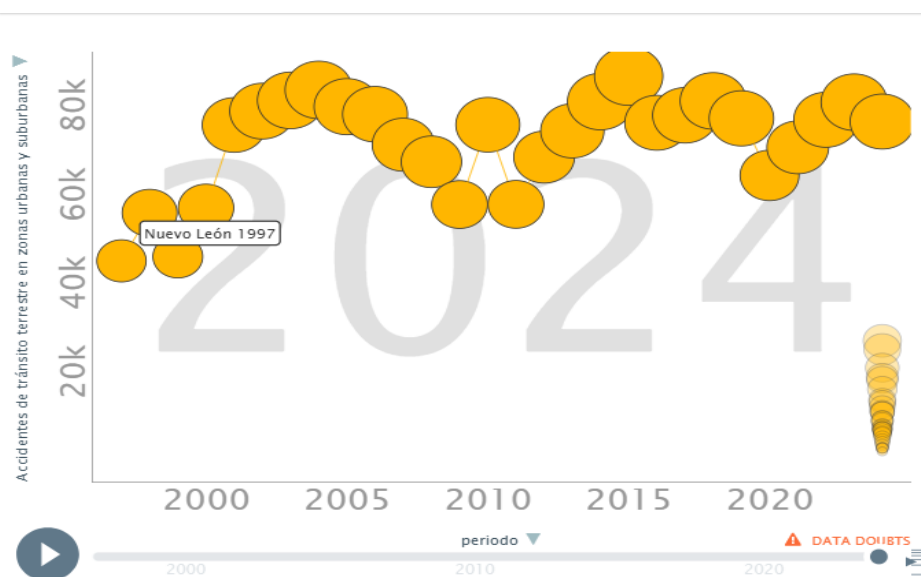 Accidentes de tránsito terrestre en zonas urbanas y suburbanas
80k
60k
40k
20k
2024
Nuevo León 1997
2000 2005 2010 2015 2020
periodo
DATA DOUBTS
2000 2010 2020